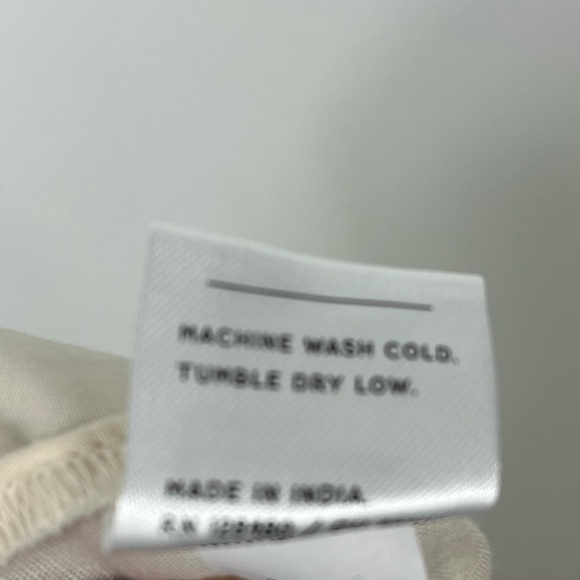 MACHINE WASH COLD.
TUMBLE DRY LOW.
MADE IN INDIA